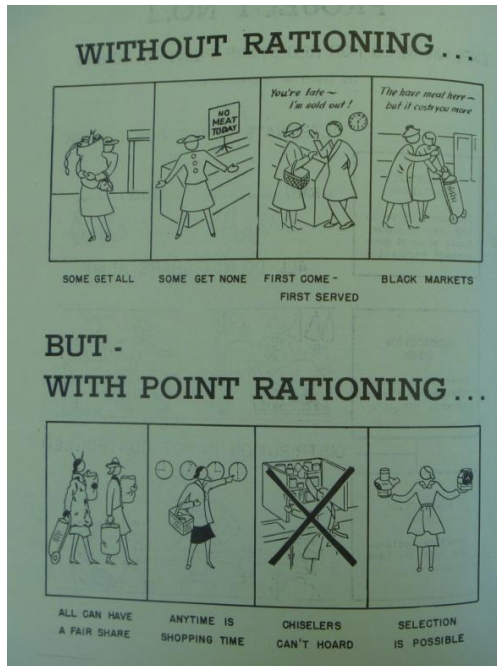 WITHOUT RATIONING...
NO
MEAT
TODAY
You're late ~
I'm sold out!
The have meat here ~
but it costs you more
SOME GET ALL
SOME GET NONE
FIRST COME -
FIRST SERVED
BLACK MARKETS
BUT -
WITH POINT RATIONING...
ALL CAN HAVE
A FAIR SHARE
ANYTIME IS
SHOPPING TIME
CHISELERS
CAN'T HOARD
SELECTION
IS POSSIBLE